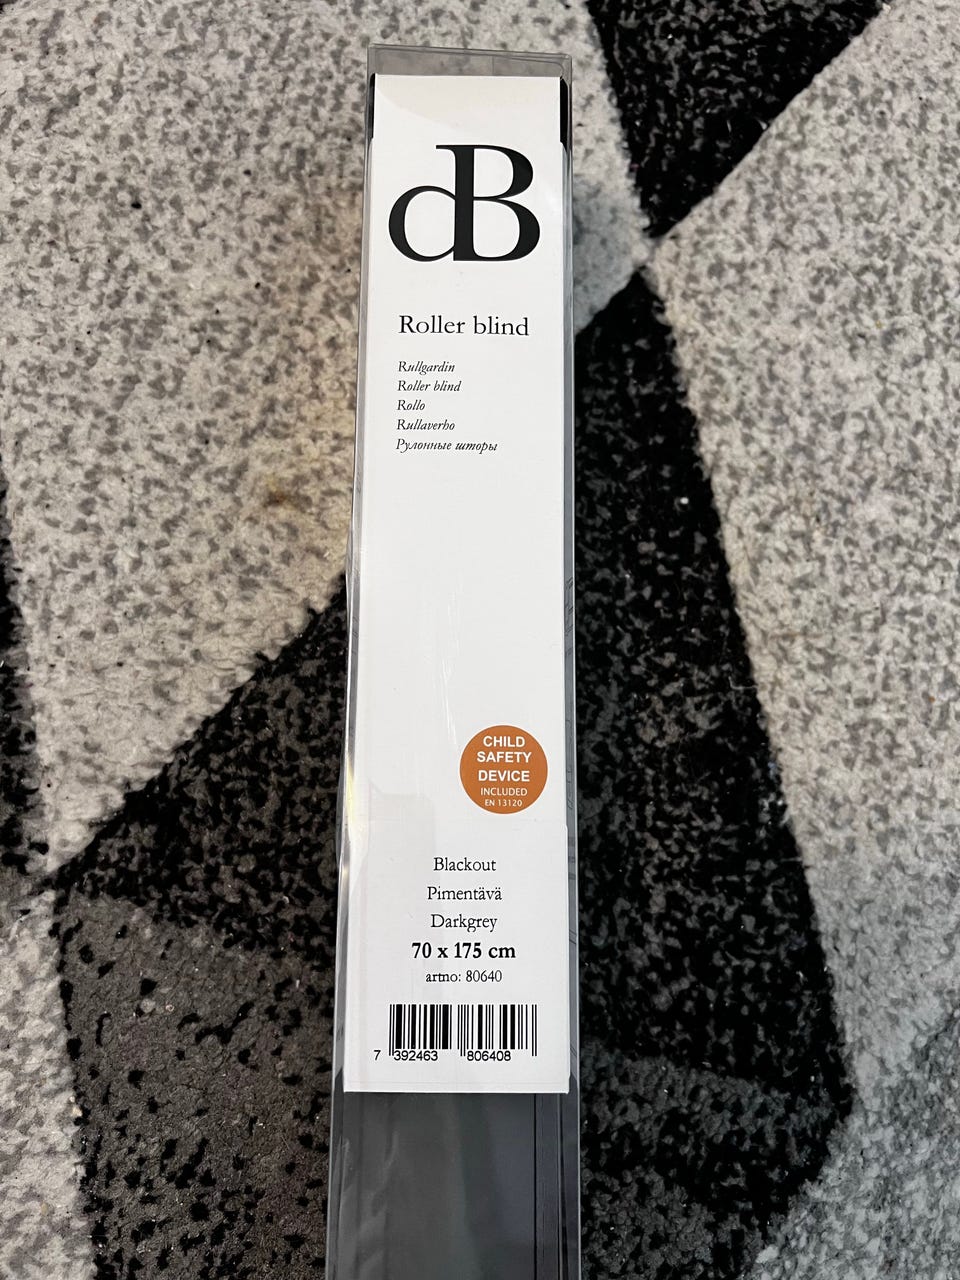 dB
Roller blind
Rullgardin
Roller blind
Rollo
Rullaverho
Рулонные шторы
CHILD
SAFETY
DEVICE
INCLUDED
EN 13120
Blackout
Pimentävä
Darkgrey
70 x 175 cm
artno: 80640
7 392463 806408